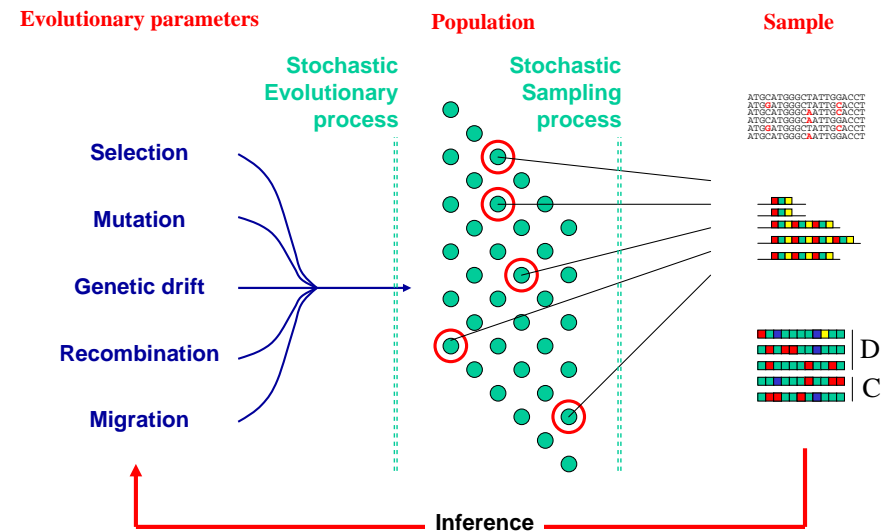 Evolutionary parameters
Population
Sample
Stochastic
Evolutionary
process
Stochastic
Sampling
process
ATGCATGGGCTATTGGACCT
ATGGATGGGCTATTGCACCT
ATGCATGGGCAATTGCACCT
ATGCATGGGCAATTGGACCT
ATGGATGGGCTATTGCACCT
ATGCATGGGCAATTGGACCT
Selection
Mutation
Genetic drift
Recombination
Migration
D
C
Inference